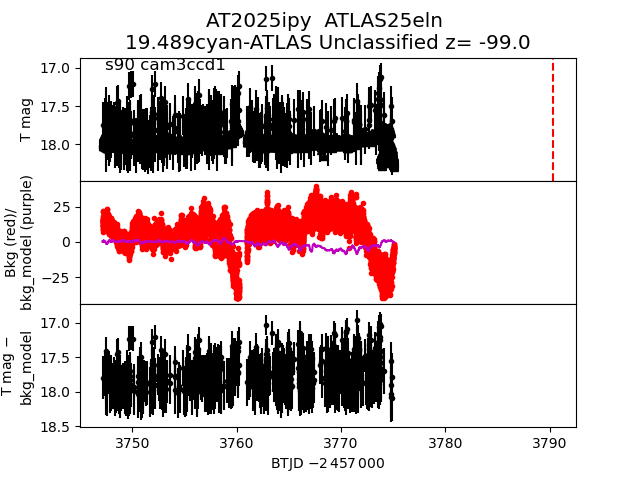 AT2025ipy  ATLAS25eln
19.489cyan-ATLAS Unclassified z= -99.0
s90 cam3ccd1
T mag
17.0
17.5
18.0
Bkg (red)/
bkg_model (purple)
25
0
−25
T mag −
bkg_model
17.0
17.5
18.0
18.5
3750
3760
3770
3780
3790
BTJD −2 457 000